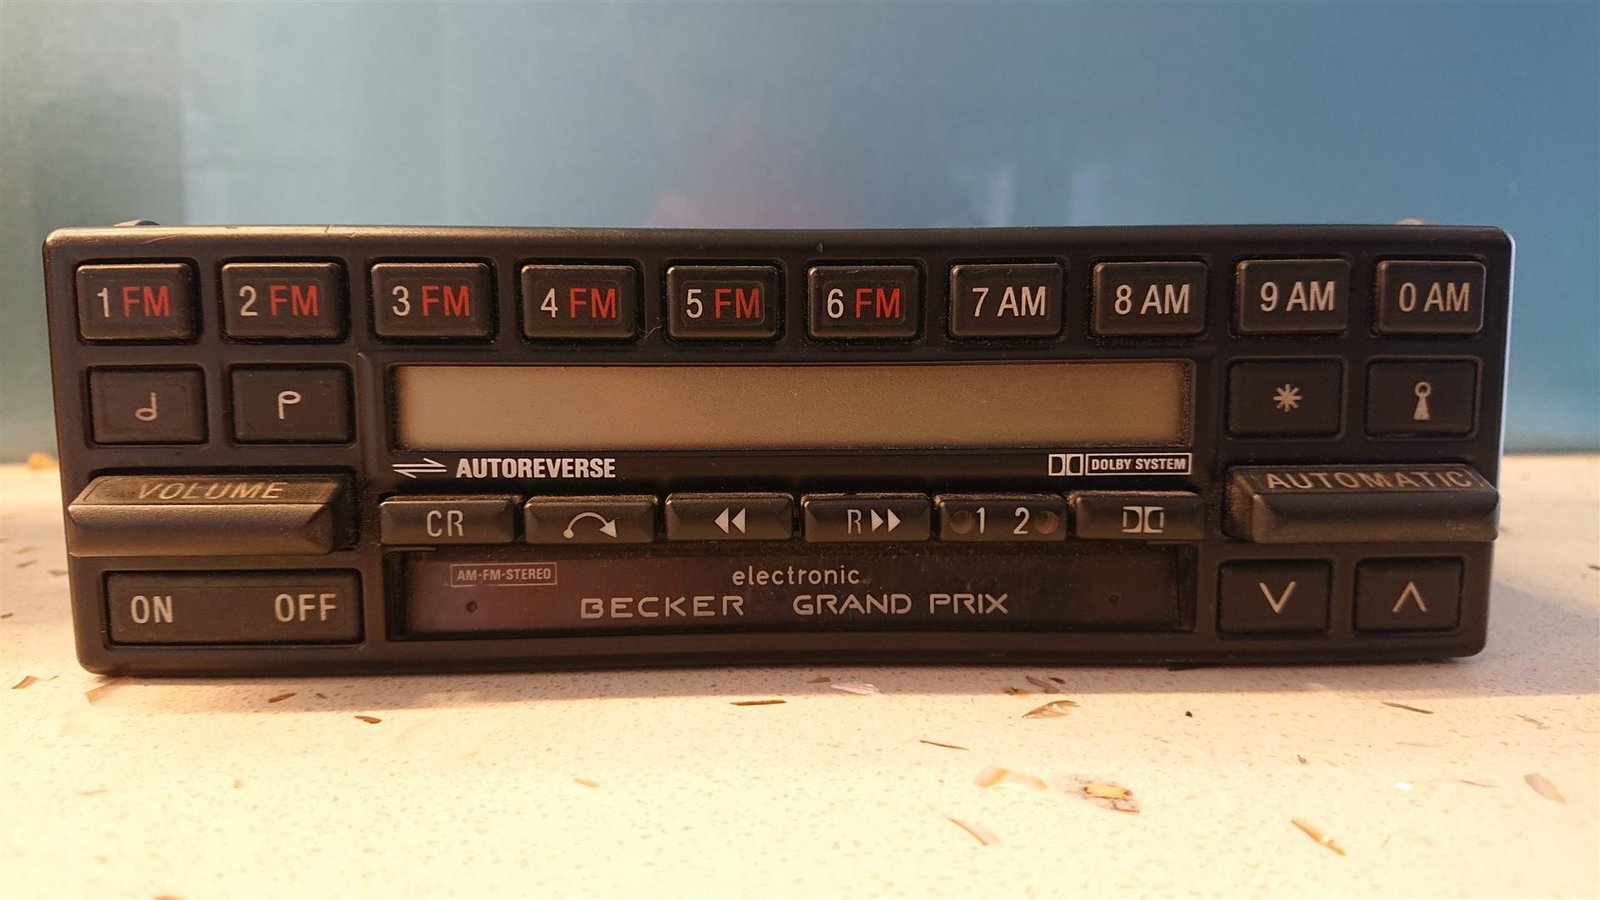 1 FM 2 FM 3 FM 4 FM 5 FM 6 FM 7 AM 8 AM 9 AM 0 AM
AUTOREVERSE DOLBY SYSTEM
VOLUME AUTOMATIC
CR R 1 2
AM-FM-STEREO electronic
ON OFF BECKER GRAND PRIX